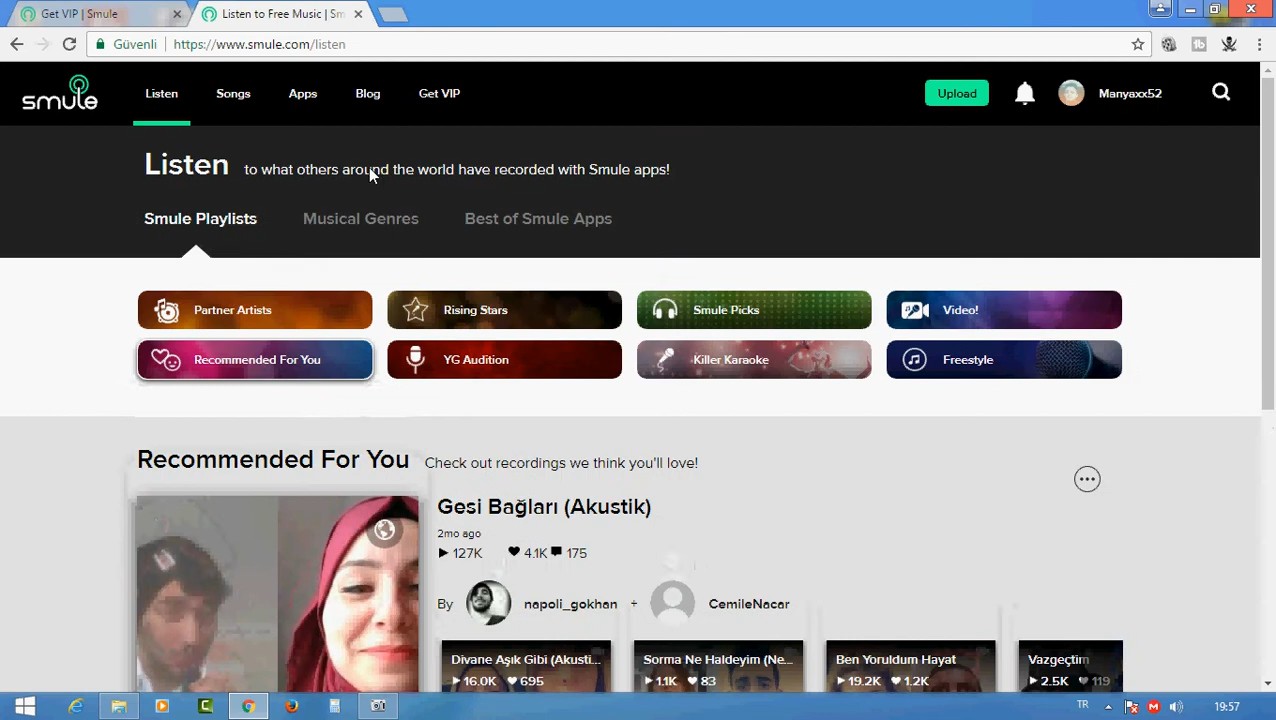 Get VIP | Smule
Listen to Free Music | Sm
Güvenli
https://www.smule.com/listen
smule
Listen
Songs
Apps
Blog
Get VIP
Upload
Manyaxx52
Listen to what others around the world have recorded with Smule apps!
Smule Playlists
Musical Genres
Best of Smule Apps
Partner Artists
Rising Stars
Smule Picks
Video!
Recommended For You
YG Audition
Killer Karaoke
Freestyle
Recommended For You Check out recordings we think you'll love!
Gesi Bağları (Akustik)
2mo ago
127K 4.1K 175
By napoli_gokhan + CemileNacar
Divane Aşık Gibi (Akusti...
16.0K 695
Sorma Ne Haldeyim (Ne...
1.1K 83
Ben Yoruldum Hayat
19.2K 1.2K
Vazgeçtim
2.5K 119
TR
19:57